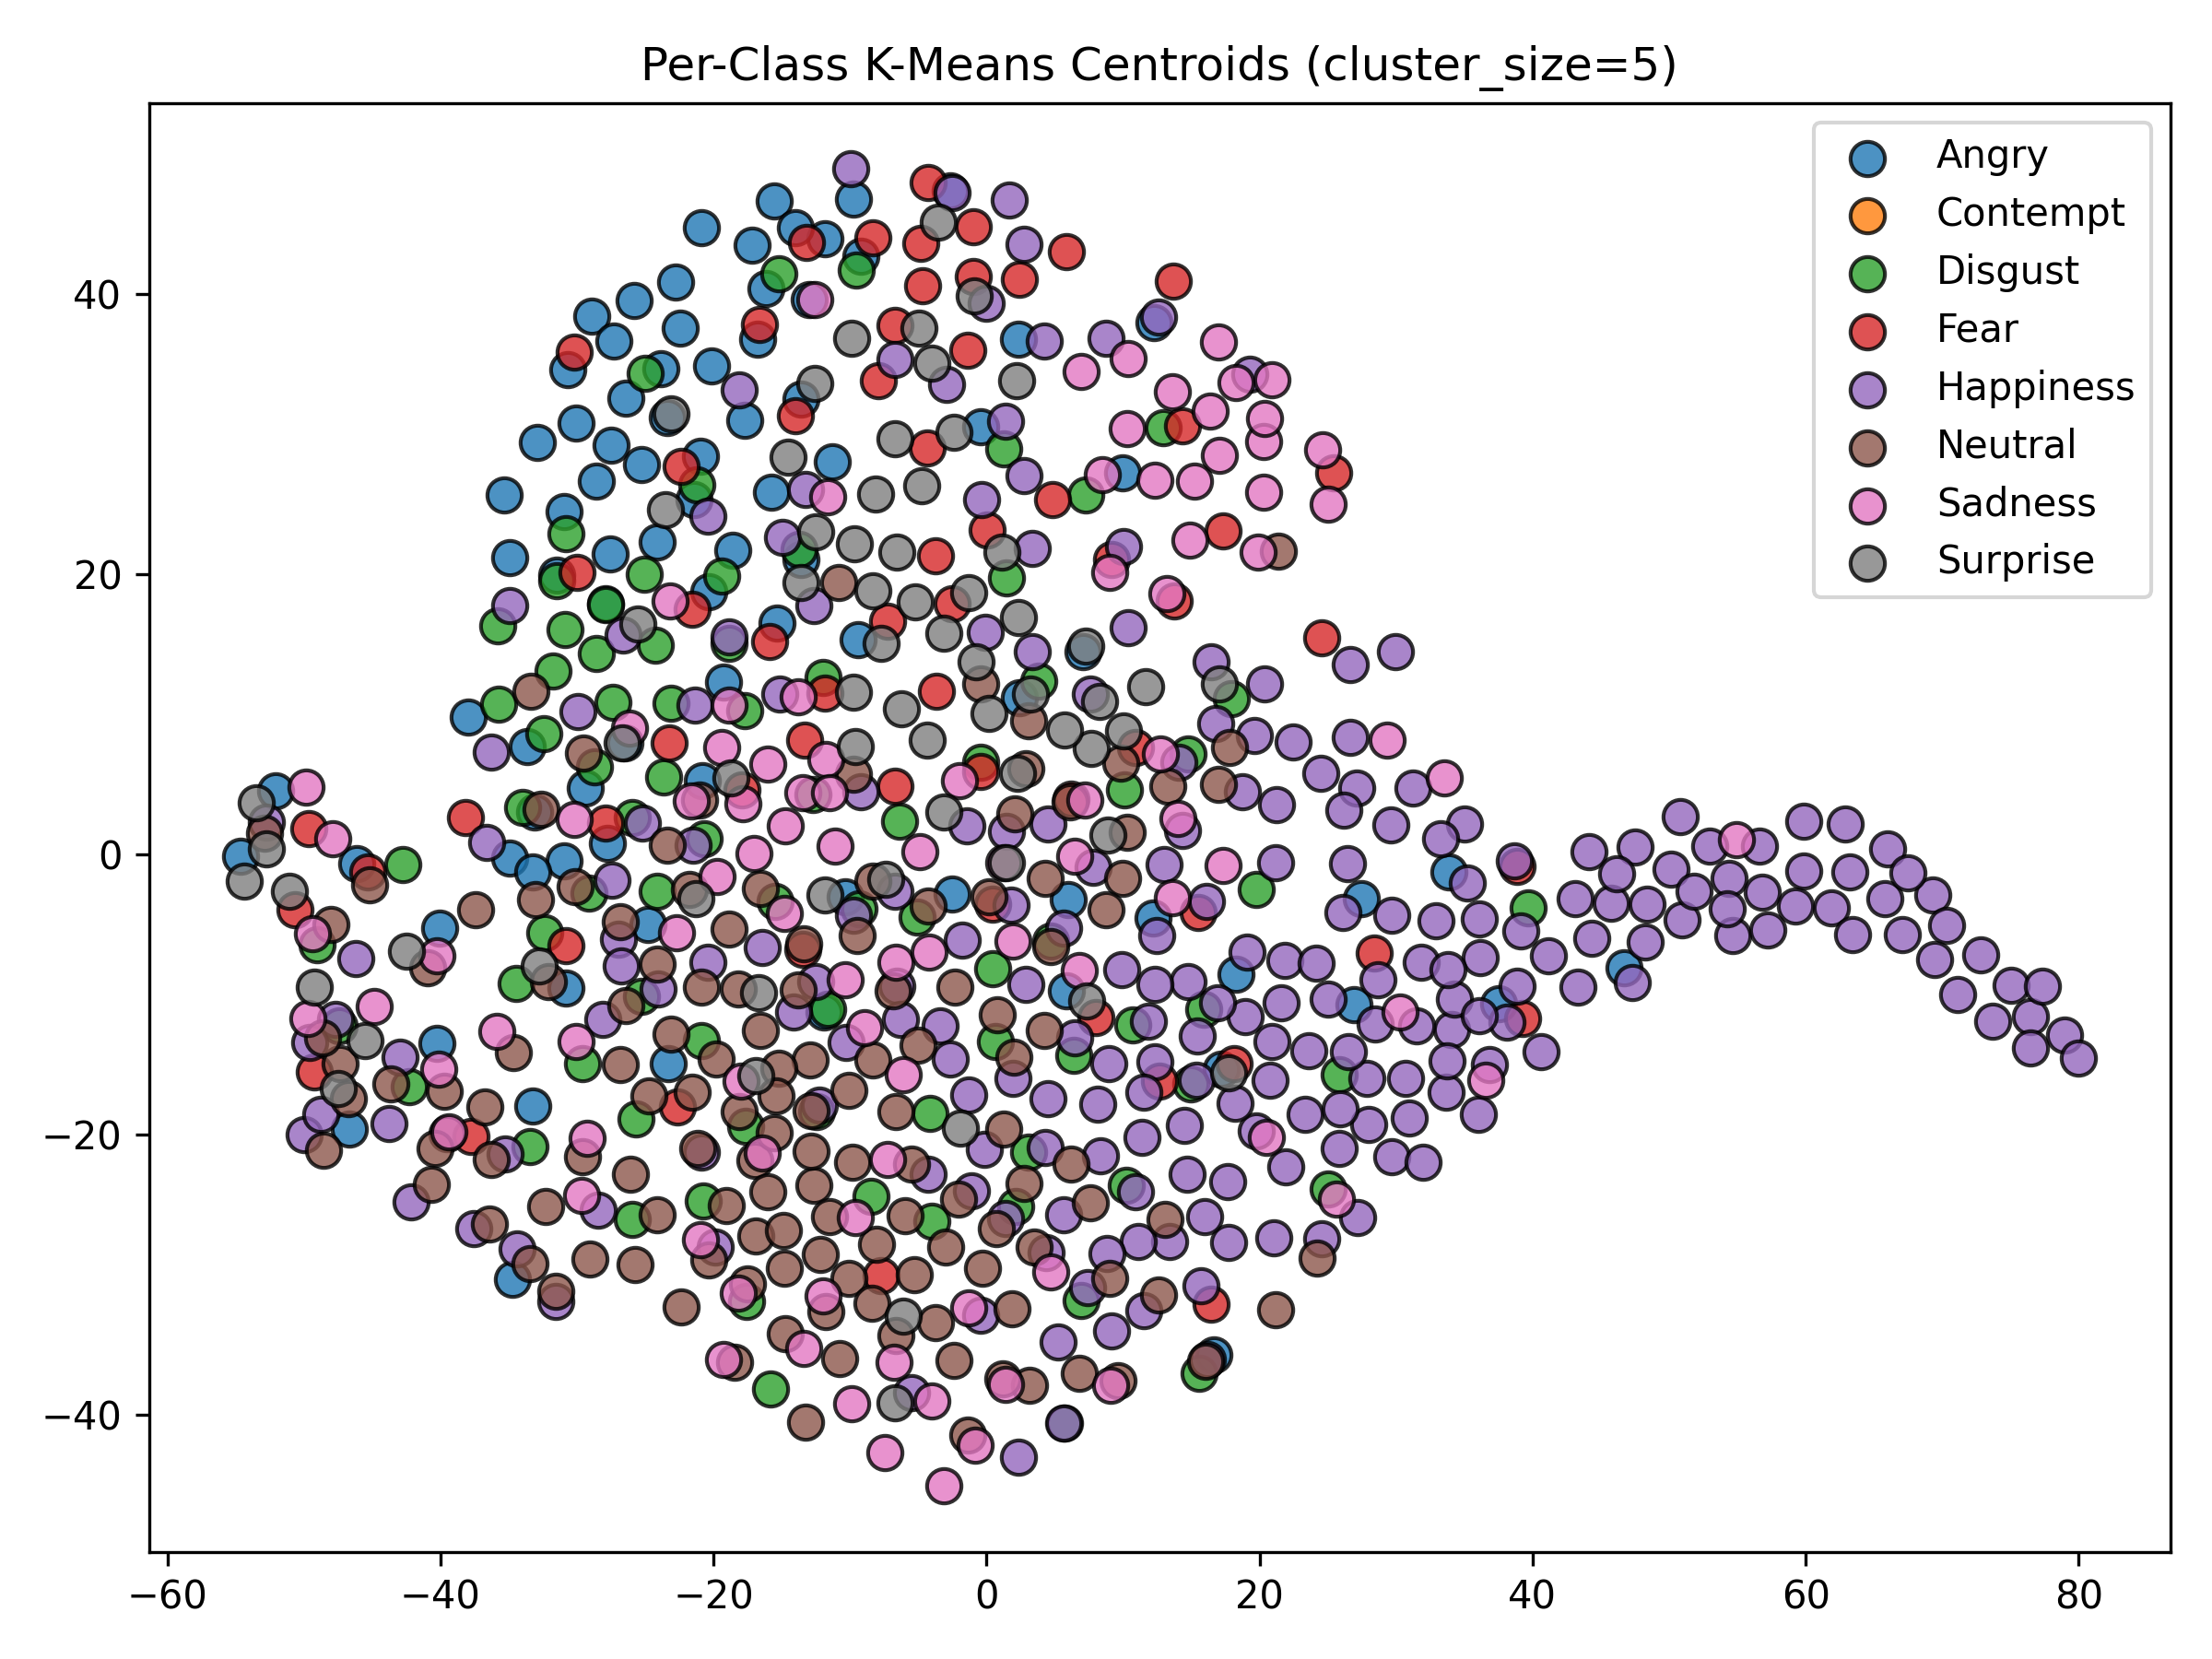 Per-Class K-Means Centroids (cluster_size=5)
Angry
Contempt
Disgust
Fear
Happiness
Neutral
Sadness
Surprise
40
20
0
−20
−40
−60
−40
−20
0
20
40
60
80